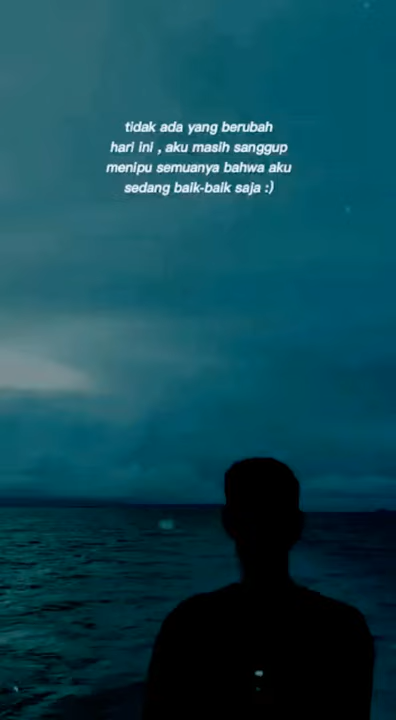 tidak ada yang berubah
hari ini , aku masih sanggup
menipu semuanya bahwa aku
sedang baik-baik saja :)